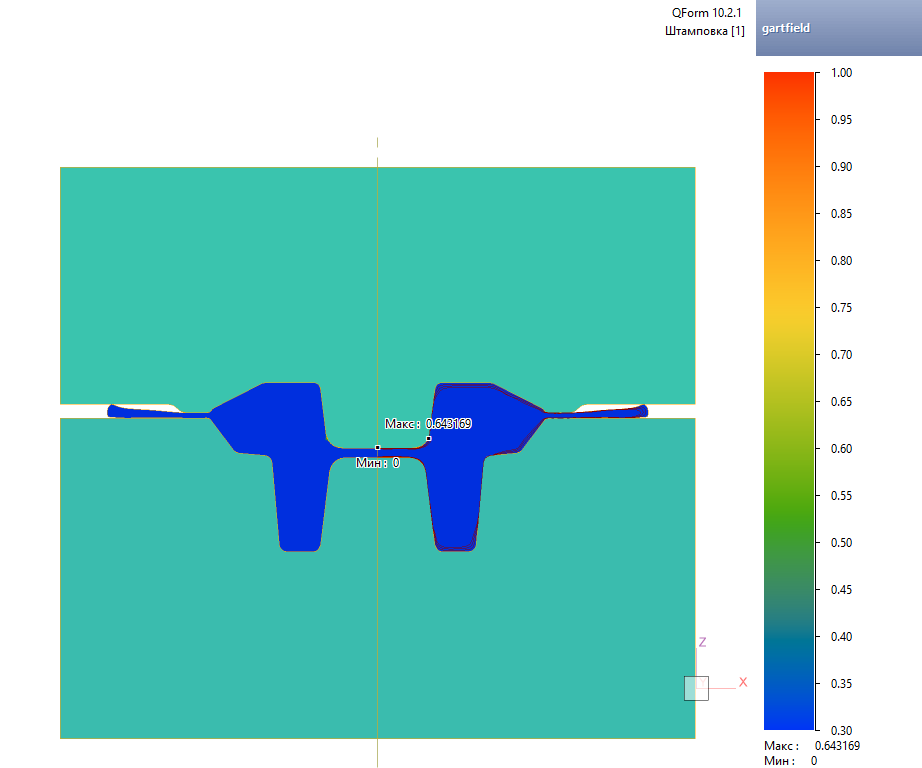 QForm 10.2.1
Штамповка [1]
gartfield
1.00
0.95
0.90
0.85
0.80
0.75
0.70
0.65
0.60
0.55
0.50
0.45
0.40
0.35
0.30
Макс : 0.643169
Мин : 0
Макс : 0.643169
Мин : 0
Z
X